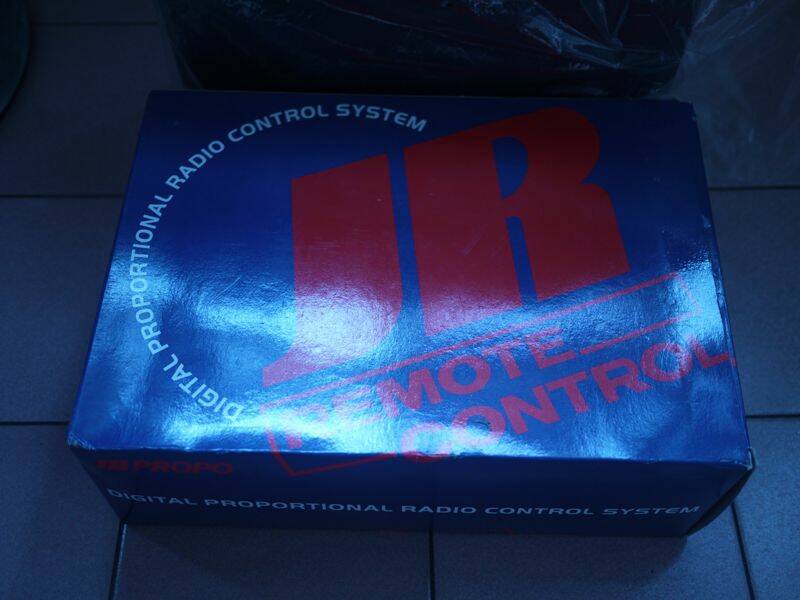 DIGITAL PROPORTIONAL RADIO CONTROL SYSTEM
JR
REMOTE
CONTROL
JR PROPO
DIGITAL PROPORTIONAL RADIO CONTROL SYSTEM